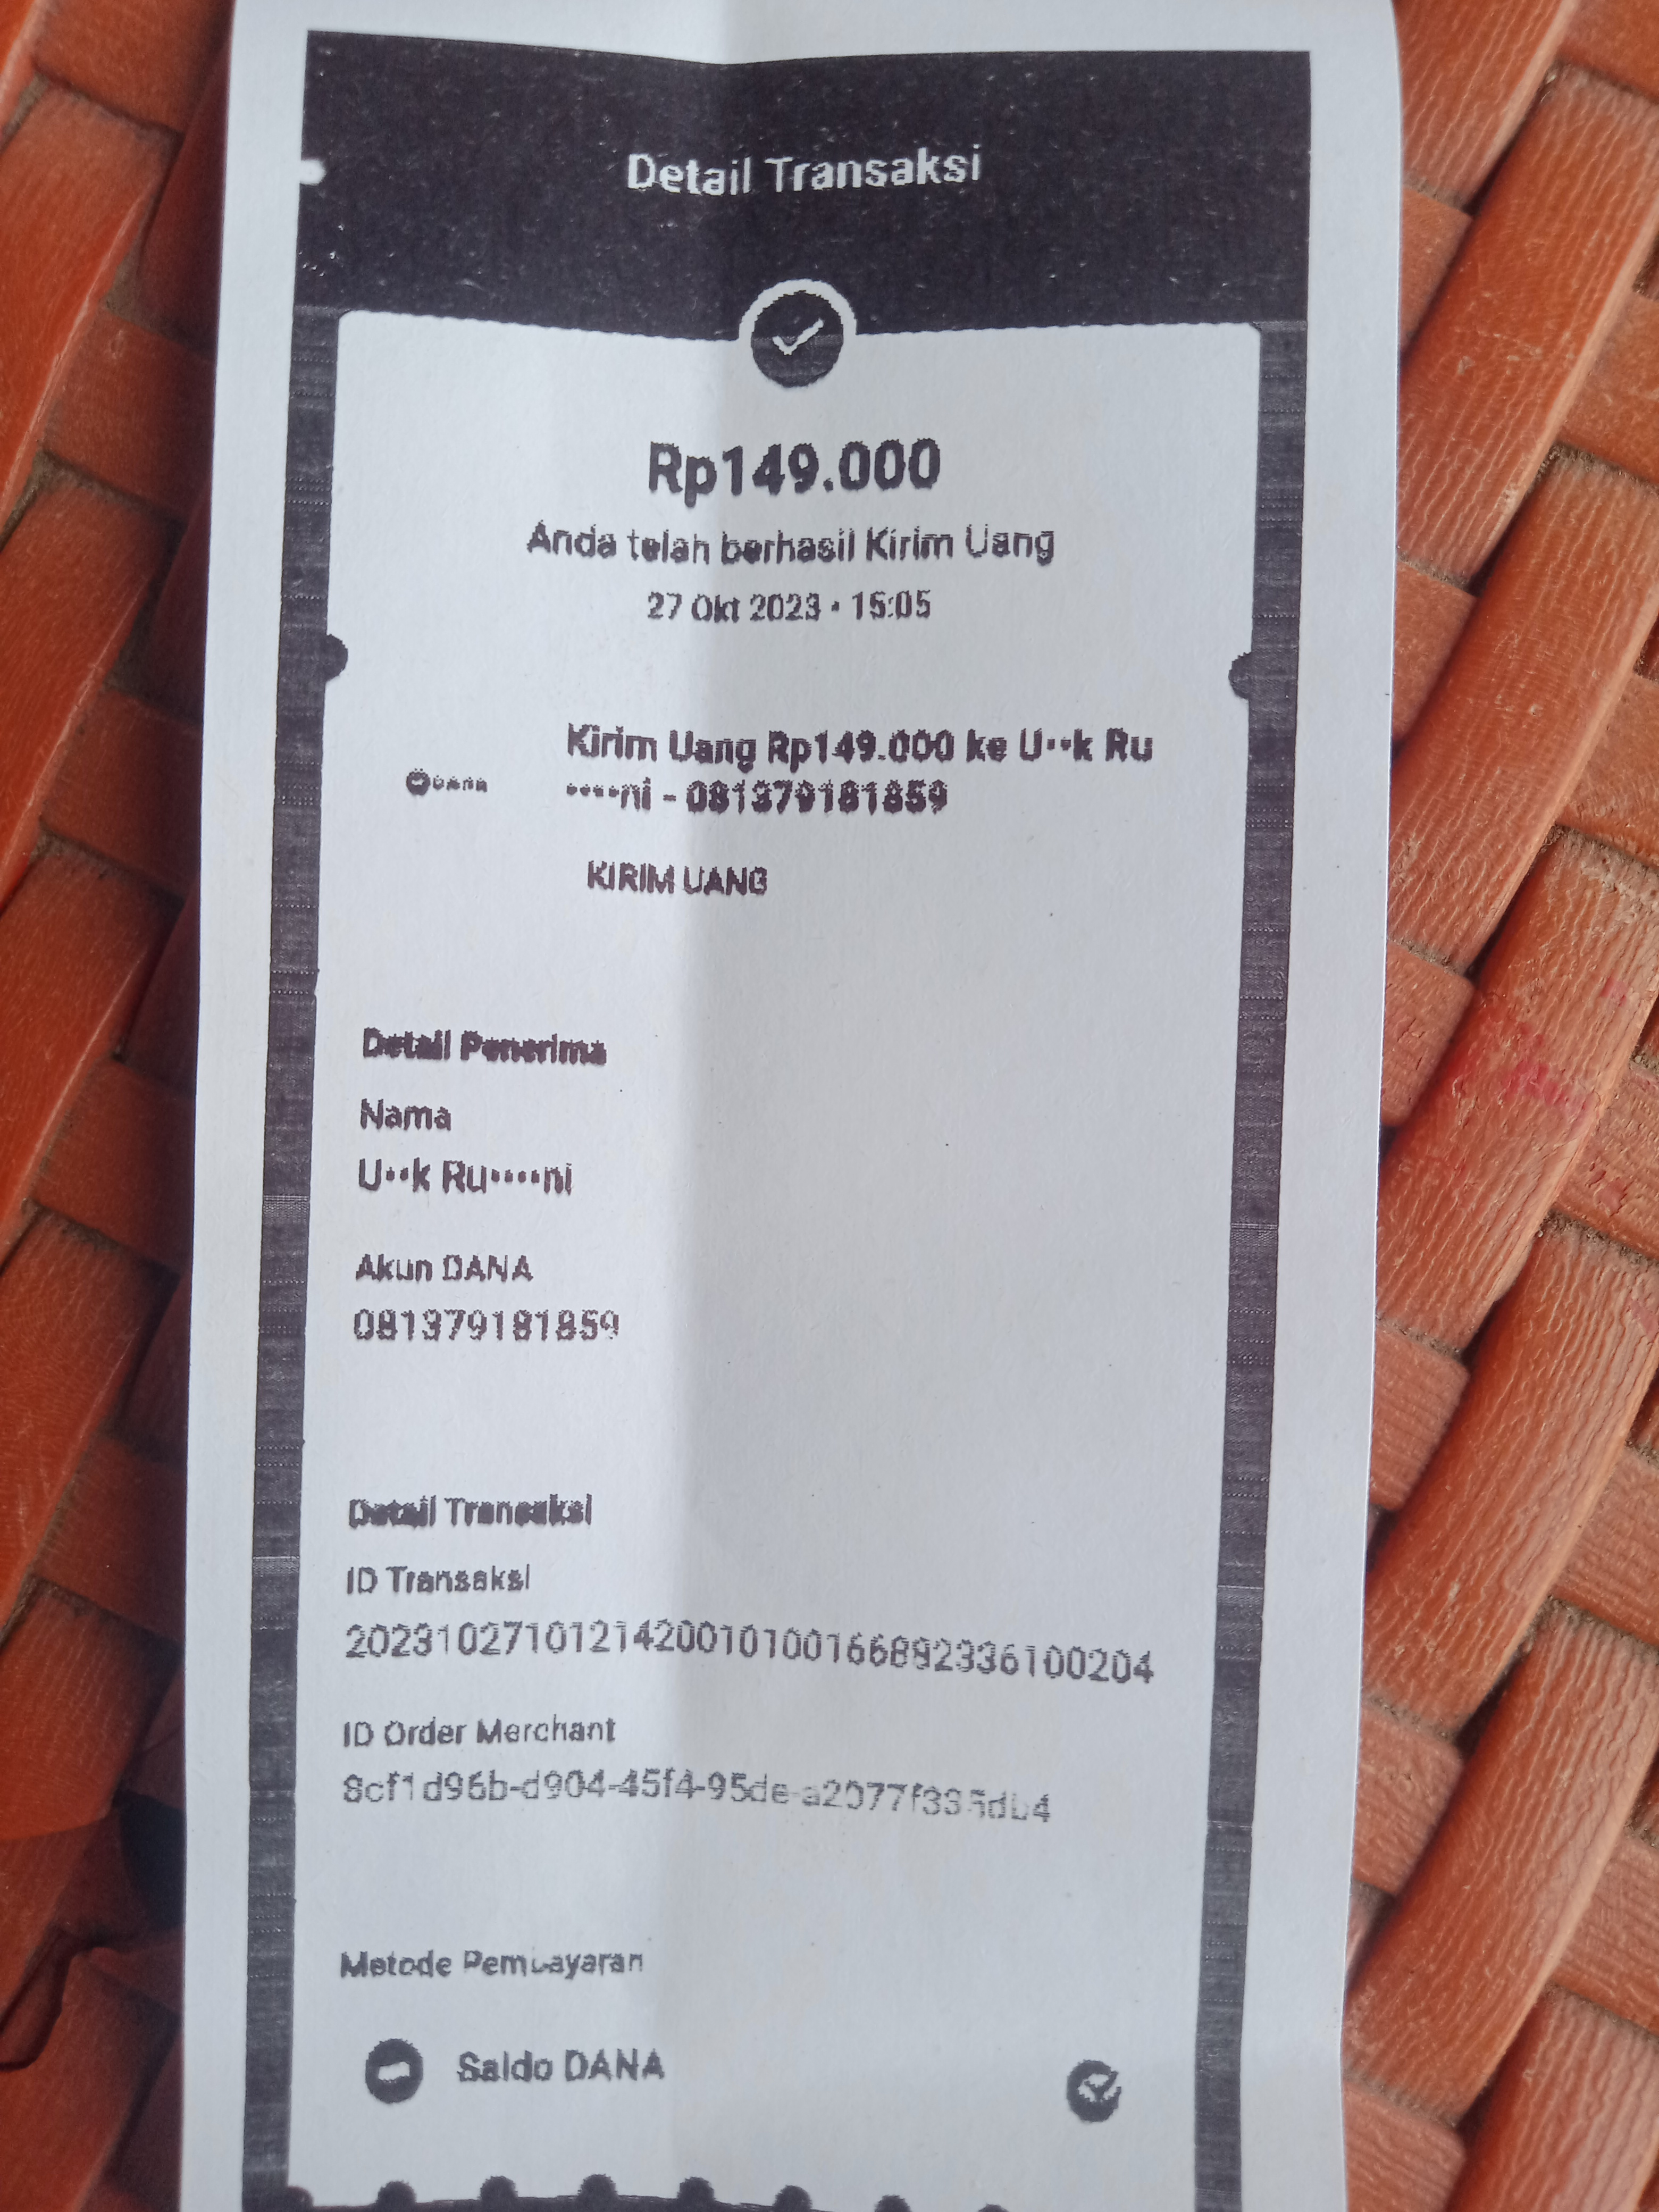 Detail Transaksi
Rp149.000
Anda telah berhasil Kirim Uang
27 Okt 2023 • 15:05
Kirim Uang Rp149.000 ke U••k Ru
••••ni - 081379181859
DANA
KIRIM UANG
Detail Penerima
Nama
U••k Ru••••ni
Akun DANA
081379181859
Detail Transaksi
ID Transaksi
2023102710121420010100166892336100204
ID Order Merchant
8cf1d96b-d904-45f4-95de-a2077f335db4
Metode Pembayaran
Saldo DANA